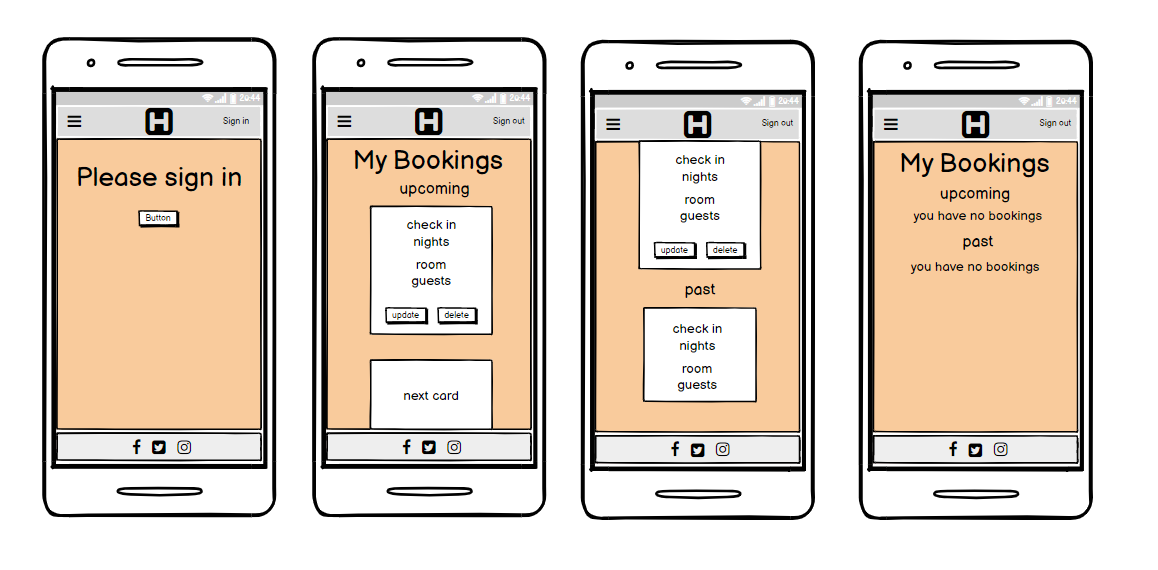 20:44
H
Sign in
Please sign in
Button
20:44
H
Sign out
My Bookings
upcoming
check in
nights
room
guests
update delete
next card
20:44
H
Sign out
check in
nights
room
guests
update delete
past
check in
nights
room
guests
20:44
H
Sign out
My Bookings
upcoming
you have no bookings
past
you have no bookings